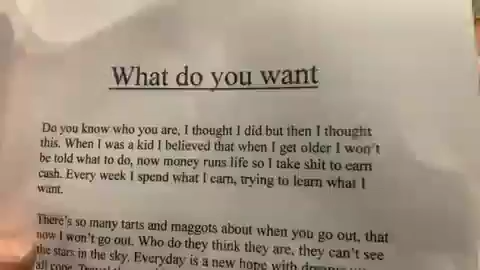 What do you want
Do you know who you are, I thought I did but then I thought
this. When I was a kid I believed that when I get older I won't
be told what to do, now money runs life so I take shit to earn
cash. Every week I spend what I earn, trying to learn what I
want.
There's so many tarts and maggots about when you go out, that
now I won't go out. Who do they think they are, they can't see
the stars in the sky. Everyday is a new hope with
all